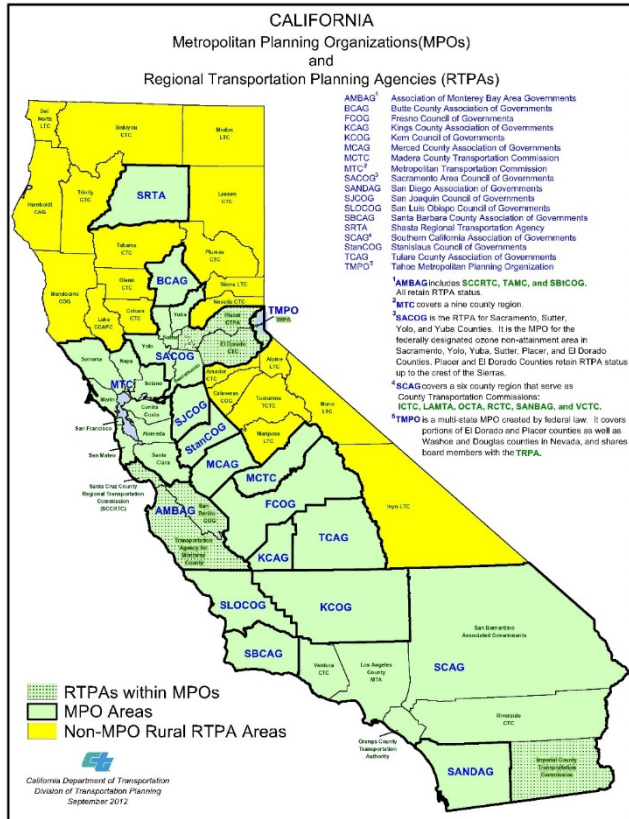 CALIFORNIA
Metropolitan Planning Organizations(MPOs)
and
Regional Transportation Planning Agencies (RTPAs)
AMBAG¹ Association of Monterey Bay Area Governments
BCAG Butte County Association of Governments
FCOG Fresno Council of Governments
KCAG Kings County Association of Governments
KCOG Kern Council of Governments
MCAG Merced County Association of Governments
MCTC Madera County Transportation Commission
MTC² Metropolitan Transportation Commission
SACOG³ Sacramento Area Council of Governments
SANDAG San Diego Association of Governments
SJCOG San Joaquin Council of Governments
SLOCOG San Luis Obispo Council of Governments
SBCAG Santa Barbara County Association of Governments
SRTA Shasta Regional Transportation Agency
SCAG⁴ Southern California Association of Governments
StanCOG Stanislaus Council of Governments
TCAG Tulare County Association of Governments
TMPO⁵ Tahoe Metropolitan Planning Organization
¹AMBAG includes SCCRTC, TAMC, and SBtCOG.
All retain RTPA status.
²MTC covers a nine county region.
³SACOG is the RTPA for Sacramento, Sutter,
Yolo, and Yuba Counties. It is the MPO for the
federally designated ozone non-attainment area in
Sacramento, Yolo, Yuba, Sutter, Placer, and El Dorado
Counties. Placer and El Dorado Counties retain RTPA status
up to the crest of the Sierras.
⁴SCAG covers a six county region that serve as
County Transportation Commissions:
ICTC, LAMTA, OCTA, RCTC, SANBAG, and VCTC.
⁵TMPO is a multi-state MPO created by federal law. It covers
portions of El Dorado and Placer counties as well as
Washoe and Douglas counties in Nevada, and shares
board members with the TRPA.
Del
Norte LTC
Siskiyou
CTC
Modoc
LTC
Humboldt
CAG
Trinity
CTC
SRTA
Lassen
CTC
Tehama
CTC
Plumas
CTC
Mendocino
COG
Glenn
CTC
BCAG
Sierra LTC
Lake
CCAPC
Colusa
CTC
Yuba
Sutter
Nevada CTC
Placer
CTPA
TMPO
TRPA
Yolo
SACOG
El Dorado
CTC
Sonoma
Napa
Sacramento
Alpine
LTC
Amador
CTC
MTC
Solano
Calaveras
COG
Marin
Contra
Costa
SJCOG
Tuolumne
CTC
Mono
LTC
San Francisco
Alameda
StanCOG
Mariposa
LTC
San Mateo
Santa
Clara
MCAG
MCTC
Santa Cruz County
Regional Transportation
Commission
(SCCRTC)
AMBAG
San
Benito
COG
FCOG
Inyo LTC
Transportation
Agency for
Monterey
County
KCAG
TCAG
SLOCOG
KCOG
San Bernardino
Associated Governments
SBCAG
Ventura
CTC
Los Angeles
County
MTA
SCAG
Riverside
CTC
Orange County
Transportation
Authority
SANDAG
Imperial County
Transportation
Commission
RTPAs within MPOs
MPO Areas
Non-MPO Rural RTPA Areas
California Department of Transportation
Division of Transportation Planning
September 2012